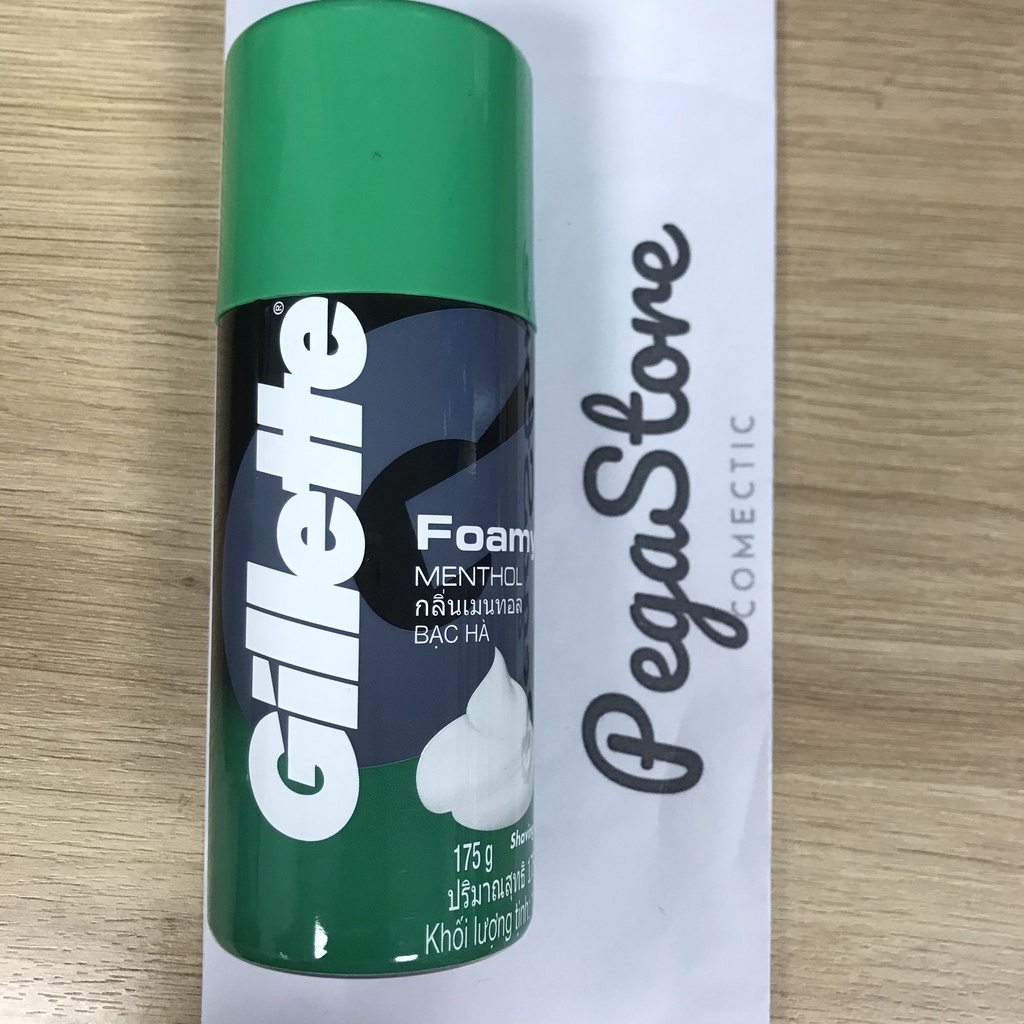 Gillette®
Foamy
MENTHOL
กลิ่นเมนทอล
BẠC HÀ
175 g
ปริมาณสุทธิ
Khối lượng tịnh:
PegaStore
COMECTIC